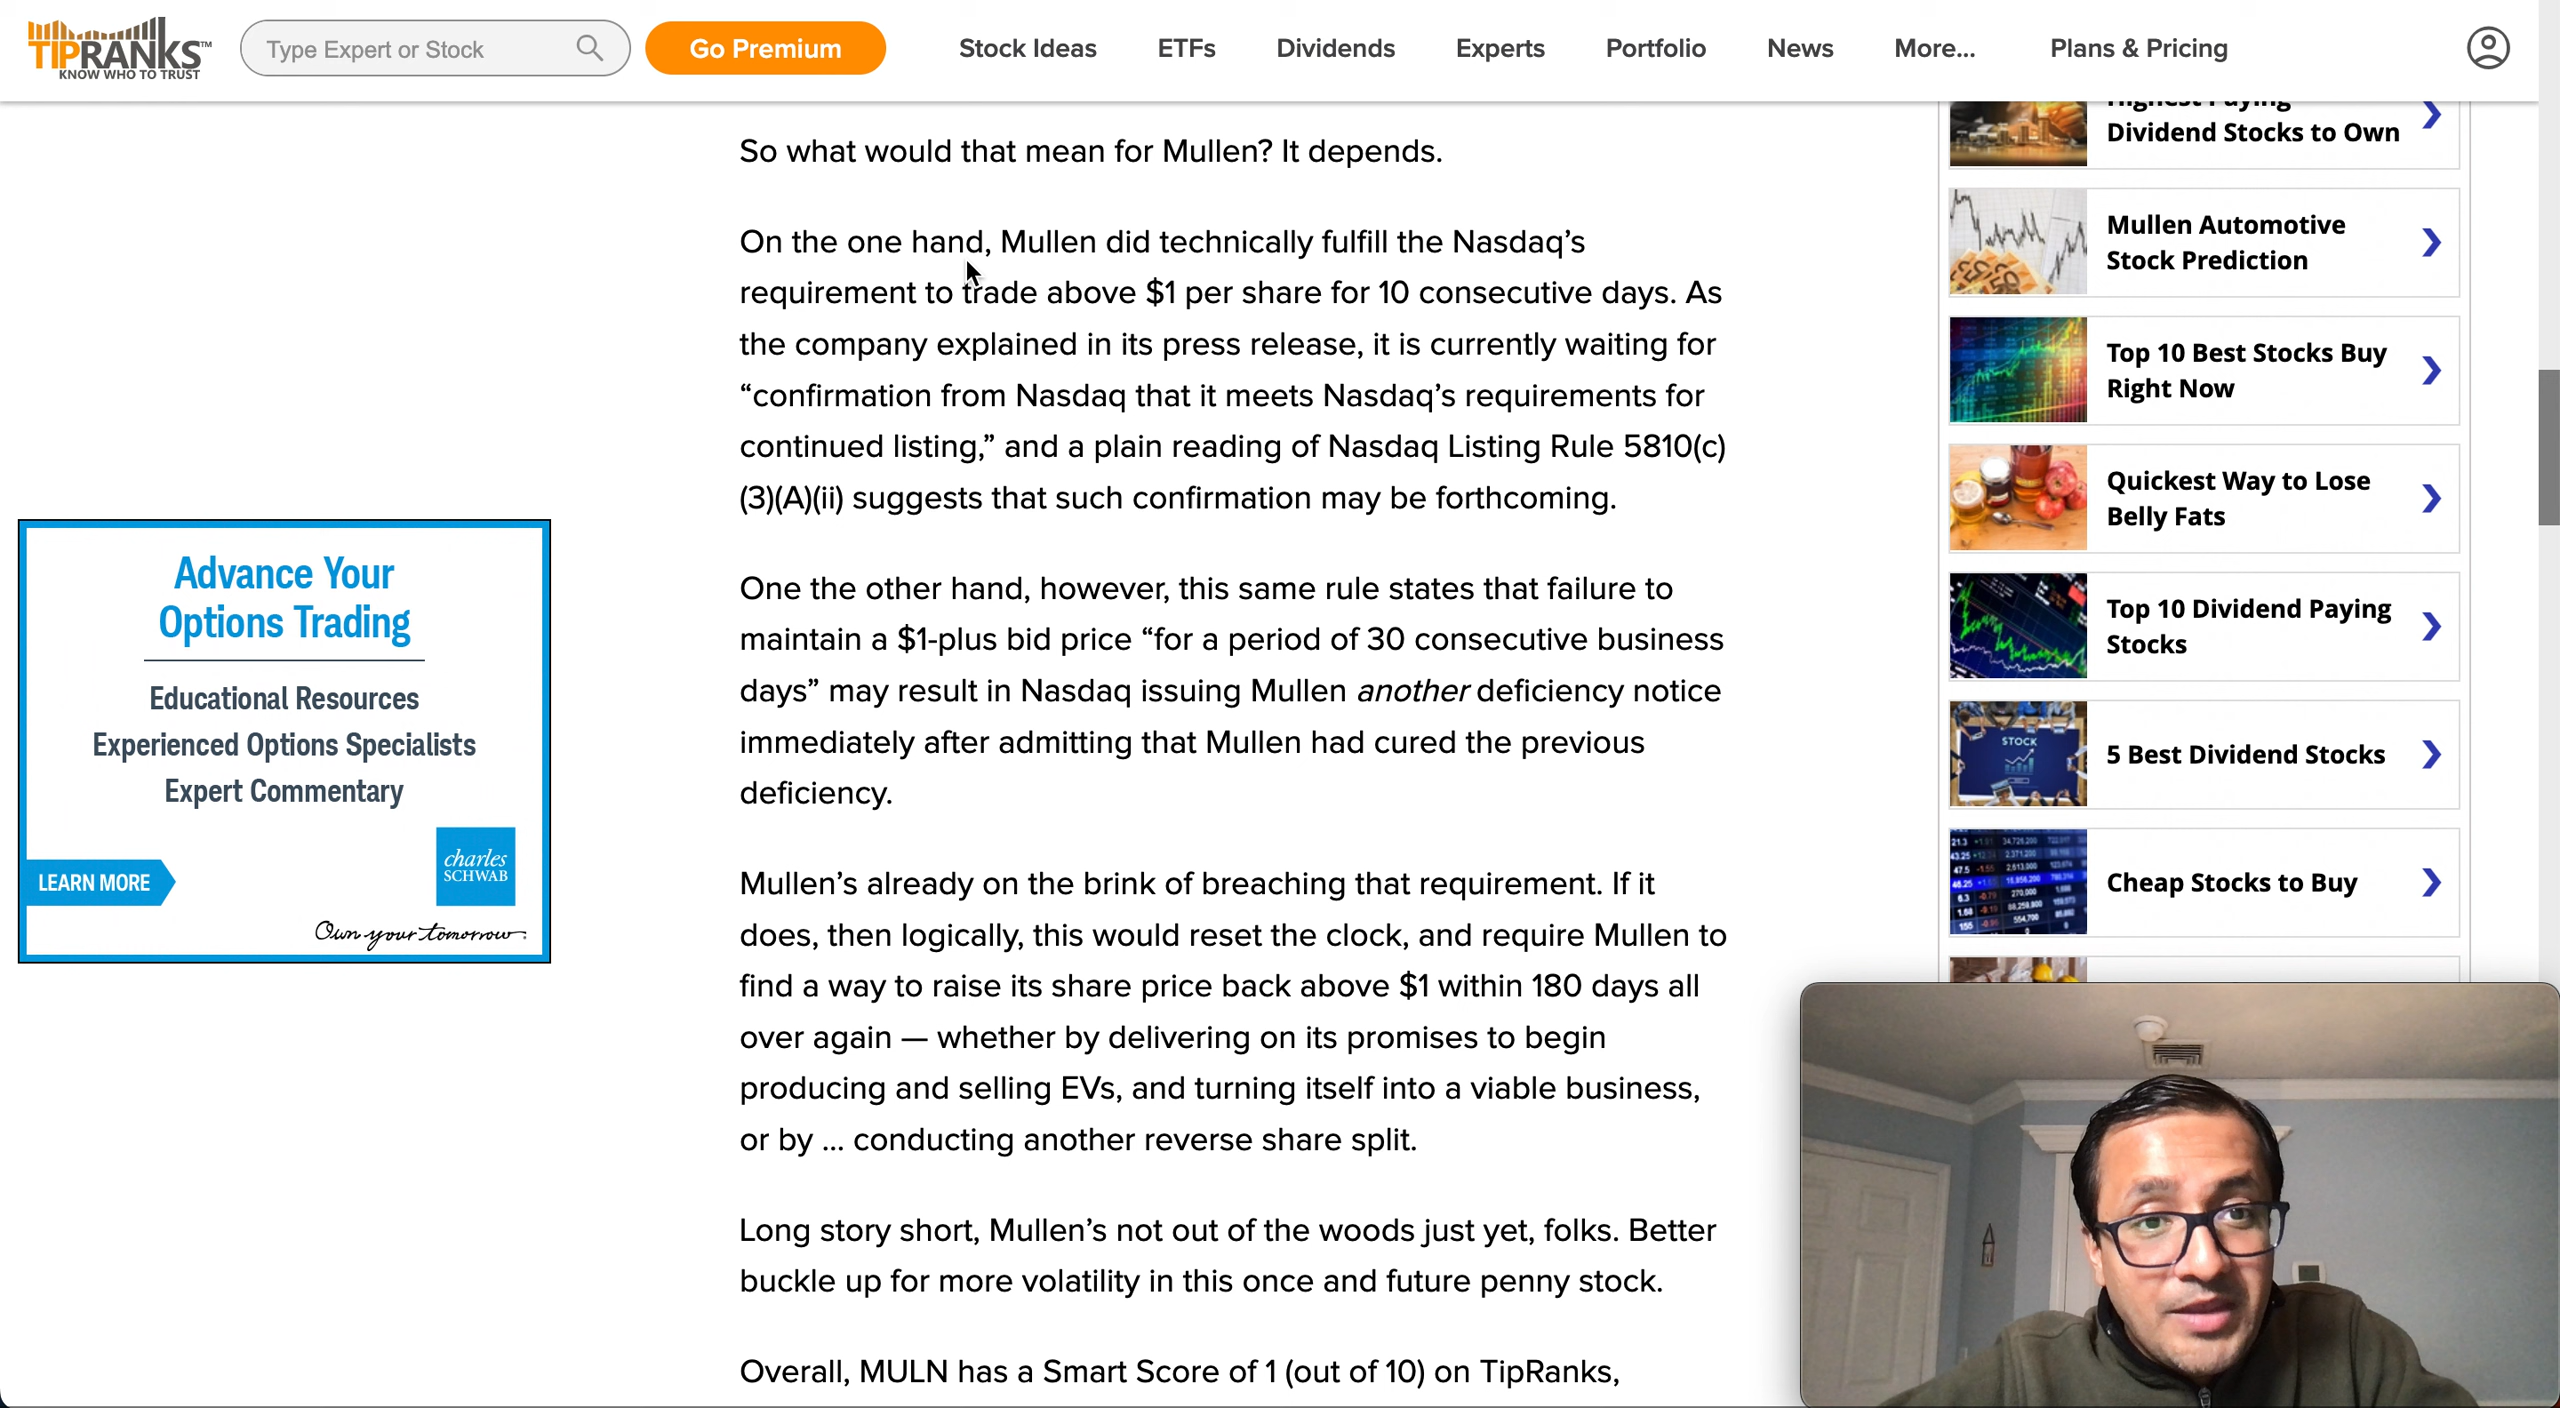 TIPRANKS™
KNOW WHO TO TRUST
Type Expert or Stock
Go Premium
Stock Ideas
ETFs
Dividends
Experts
Portfolio
News
More...
Plans & Pricing
So what would that mean for Mullen? It depends.
On the one hand, Mullen did technically fulfill the Nasdaq’s
requirement to trade above $1 per share for 10 consecutive days. As
the company explained in its press release, it is currently waiting for
“confirmation from Nasdaq that it meets Nasdaq’s requirements for
continued listing,” and a plain reading of Nasdaq Listing Rule 5810(c)
(3)(A)(ii) suggests that such confirmation may be forthcoming.
One the other hand, however, this same rule states that failure to
maintain a $1-plus bid price “for a period of 30 consecutive business
days” may result in Nasdaq issuing Mullen another deficiency notice
immediately after admitting that Mullen had cured the previous
deficiency.
Mullen’s already on the brink of breaching that requirement. If it
does, then logically, this would reset the clock, and require Mullen to
find a way to raise its share price back above $1 within 180 days all
over again — whether by delivering on its promises to begin
producing and selling EVs, and turning itself into a viable business,
or by ... conducting another reverse share split.
Long story short, Mullen’s not out of the woods just yet, folks. Better
buckle up for more volatility in this once and future penny stock.
Overall, MULN has a Smart Score of 1 (out of 10) on TipRanks,
Advance Your
Options Trading
Educational Resources
Experienced Options Specialists
Expert Commentary
LEARN MORE
charles
SCHWAB
Own your tomorrow.
Highest Paying
Dividend Stocks to Own
Mullen Automotive
Stock Prediction
Top 10 Best Stocks Buy
Right Now
Quickest Way to Lose
Belly Fats
Top 10 Dividend Paying
Stocks
STOCK
5 Best Dividend Stocks
Cheap Stocks to Buy